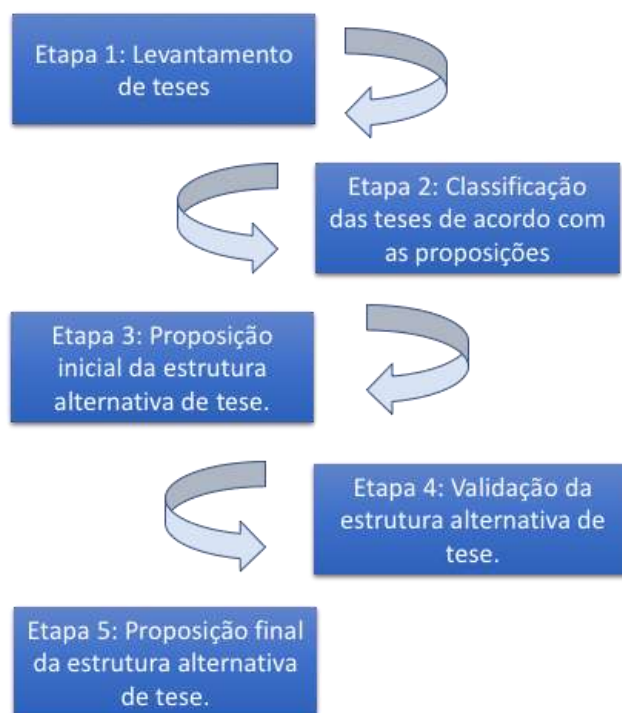 Etapa 1: Levantamento
de teses
Etapa 2: Classificação
das teses de acordo com
as proposições
Etapa 3: Proposição
inicial da estrutura
alternativa de tese.
Etapa 4: Validação da
estrutura alternativa de
tese.
Etapa 5: Proposição final
da estrutura alternativa
de tese.